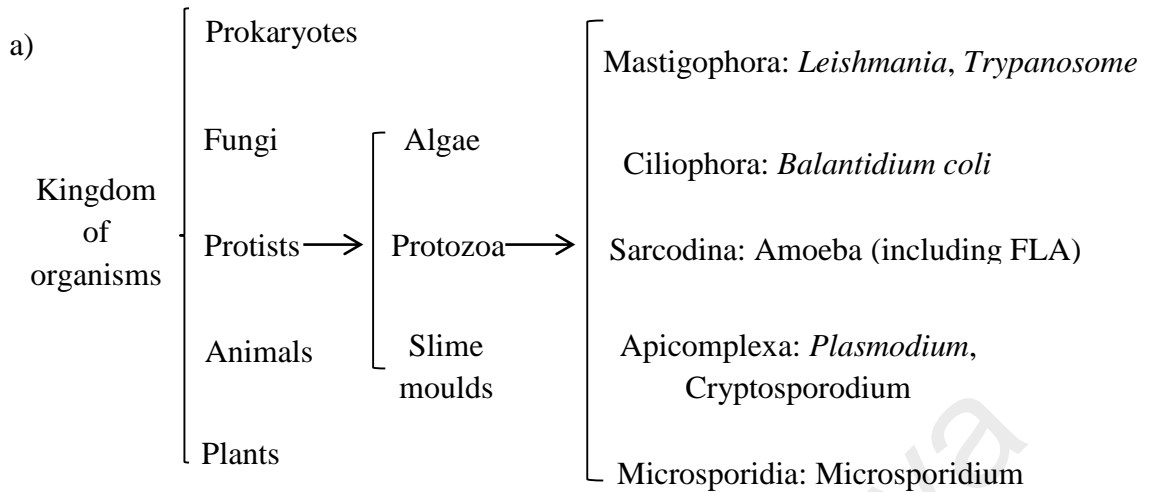 a)
Kingdom
of
organisms
Prokaryotes
Fungi
Protists
Animals
Plants
Algae
Protozoa
Slime
moulds
Mastigophora: Leishmania, Trypanosome
Ciliophora: Balantidium coli
Sarcodina: Amoeba (including FLA)
Apicomplexa: Plasmodium,
Cryptosporodium
Microsporidia: Microsporidium